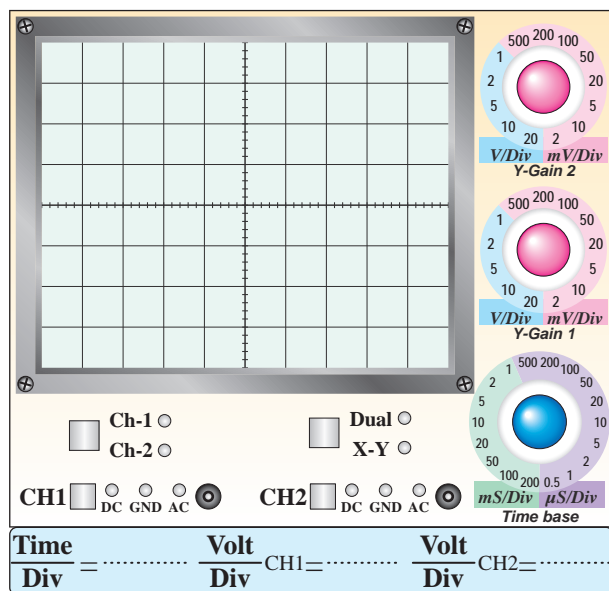 500 200 100
1 50
2 20
5 5
10 10
20 2
V/Div mV/Div
Y-Gain 2
500 200 100
1 50
2 20
5 5
10 10
20 2
V/Div mV/Div
Y-Gain 1
1 500 200
2 100
5 50
10 20
20 10
50 5
100 2
200 0.5 1
mS/Div µS/Div
Time base
Ch-1
Ch-2
Dual
X-Y
CH1 DC GND AC
CH2 DC GND AC
Time/Div = ............ Volt/Div CH1= ............ Volt/Div CH2= ............